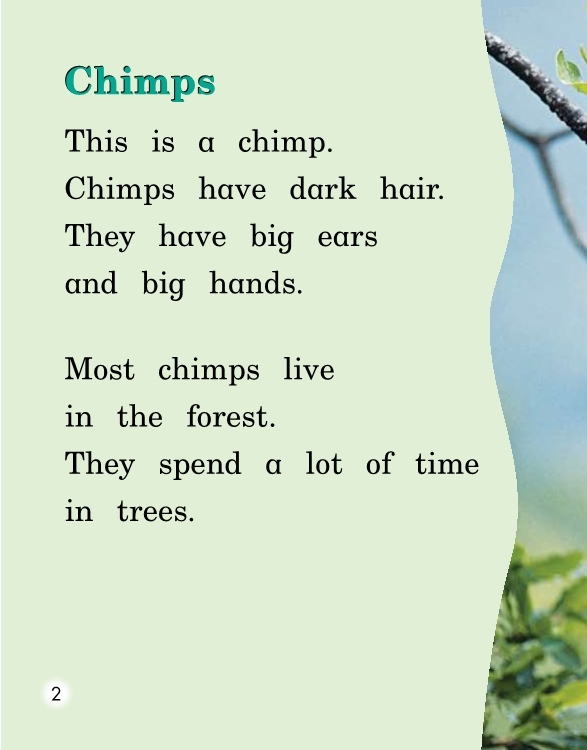 Chimps
This is a chimp.
Chimps have dark hair.
They have big ears
and big hands.
Most chimps live
in the forest.
They spend a lot of time
in trees.
2